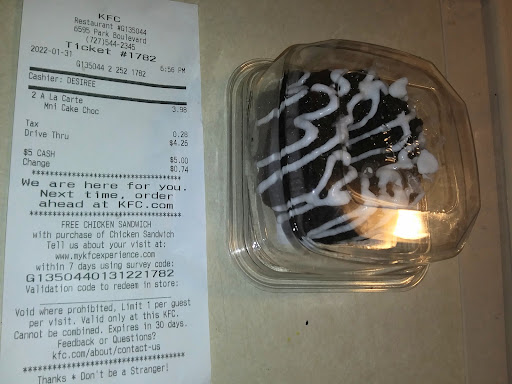 KFC
Restaurant #G135044
6595 Park Boulevard
(727)544-2345
Ticket #1782
2022-01-31 6:56 PM
G135044 2 252 1782
Cashier: DESIREE
2 A La Carte
Mni Cake Choc 3.98
Tax 0.28
Drive Thru $4.26
$5 CASH $5.00
Change $0.74
**********************************
We are here for you.
Next time, order
ahead at KFC.com
**********************************
FREE CHICKEN SANDWICH
with purchase of Chicken Sandwich
Tell us about your visit at:
www.mykfcexperience.com
within 7 days using survey code:
G1350440131221782
Validation code to redeem in store:
Void where prohibited. Limit 1 per guest
per visit. Valid only at this KFC.
Cannot be combined. Expires in 30 days.
Feedback or Questions?
kfc.com/about/contact-us
**********************************
Thanks * Don't be a Stranger!